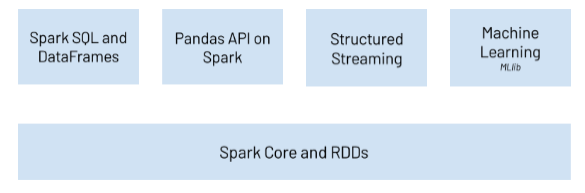 Spark SQL and
DataFrames
Pandas API on
Spark
Structured
Streaming
Machine
Learning
MLlib
Spark Core and RDDs